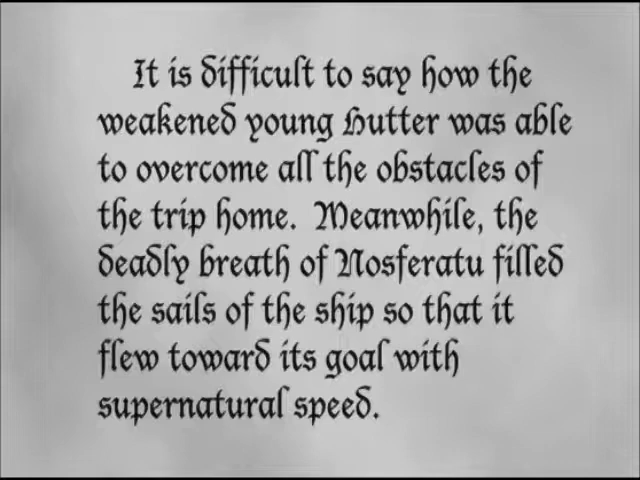 It is difficult to say how the
weakened young Hutter was able
to overcome all the obstacles of
the trip home. Meanwhile, the
deadly breath of Nosferatu filled
the sails of the ship so that it
flew toward its goal with
supernatural speed.